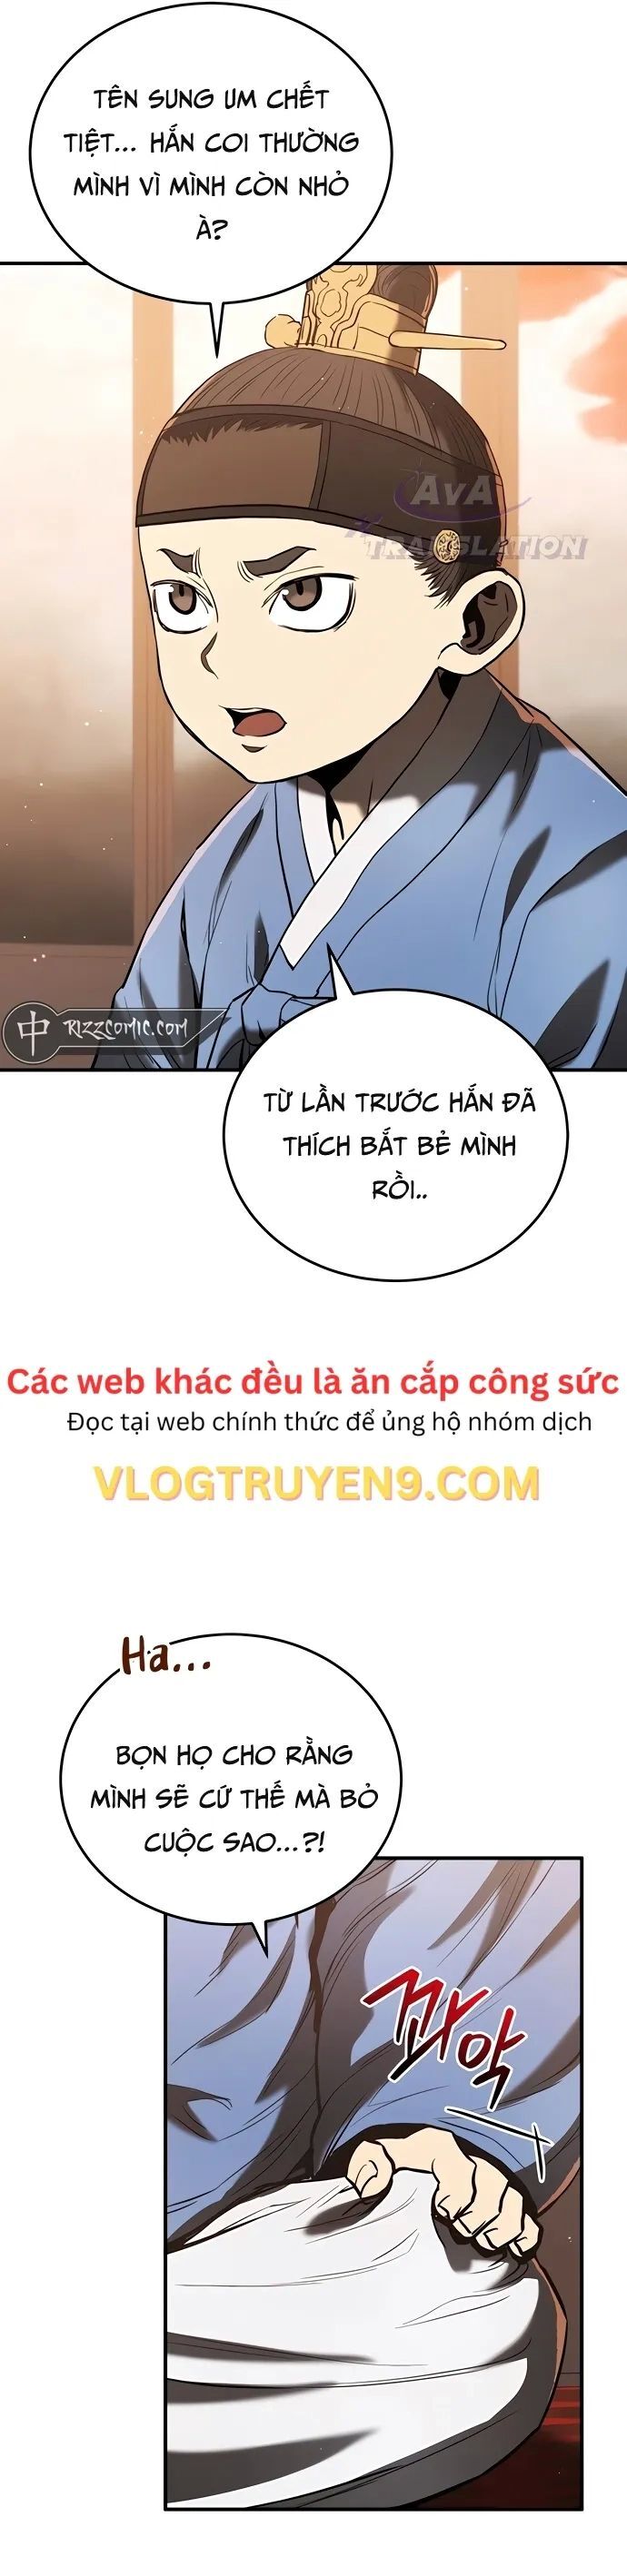 TÊN SUNG UM CHẾT
TIỆT... HẮN COI THƯỜNG
MÌNH VÌ MÌNH CÒN NHỎ
À?
AVA
TRANSLATION
中 RIZZCOMIC.COM
TỪ LẦN TRƯỚC HẮN ĐÃ
THÍCH BẮT BẺ MÌNH
RỒI..
Các web khác đều là ăn cắp công sức
Đọc tại web chính thức để ủng hộ nhóm dịch
VLOGTRUYEN9.COM
Ha...
BỌN HỌ CHO RẰNG
MÌNH SẼ CỨ THẾ MÀ BỎ
CUỘC SAO...?!
꽈악